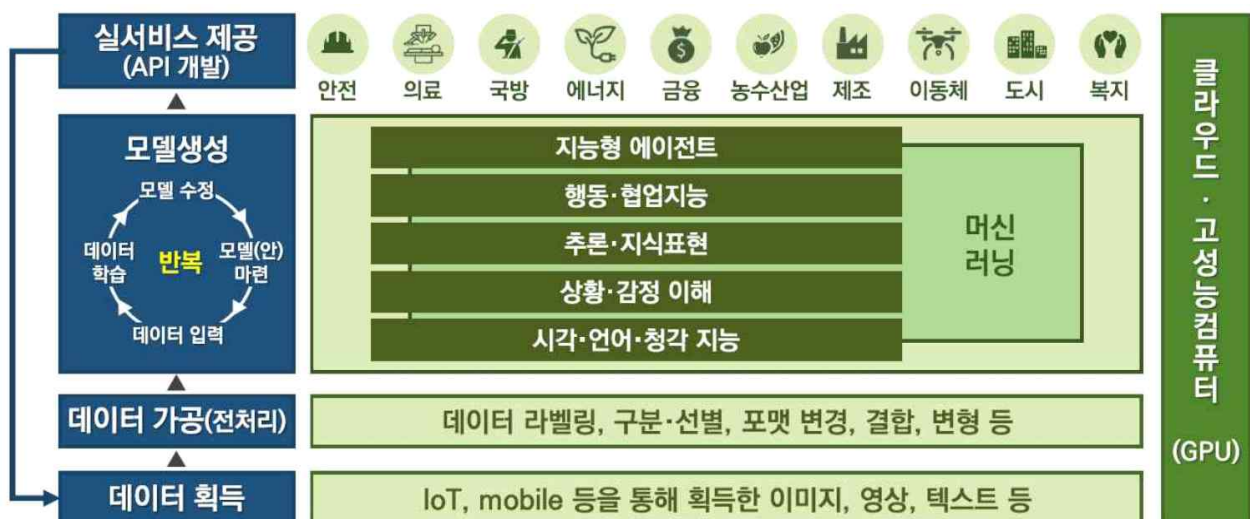 실서비스 제공
(API 개발)
안전
의료
국방
에너지
금융
농수산업
제조
이동체
도시
복지
모델생성
모델 수정
데이터
학습
반복
모델(안)
마련
데이터 입력
지능형 에이전트
행동·협업지능
추론·지식표현
상황·감정 이해
시각·언어·청각 지능
머신
러닝
데이터 가공(전처리)
데이터 라벨링, 구분·선별, 포맷 변경, 결합, 변형 등
데이터 획득
IoT, mobile 등을 통해 획득한 이미지, 영상, 텍스트 등
클라우드·고성능컴퓨터
(GPU)